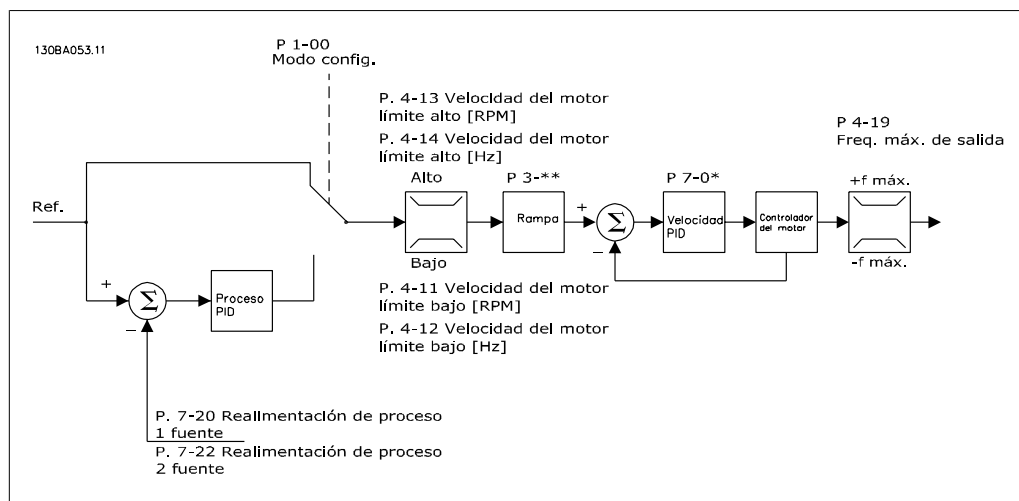 130BA053.11
P 1-00
Modo config.
P. 4-13 Velocidad del motor
límite alto [RPM]
P. 4-14 Velocidad del motor
límite alto [Hz]
P 4-19
Freq. máx. de salida
Alto
P 3-**
P 7-0*
+f máx.
Ref.
+
Σ
−
Proceso
PID
Rampa
+
Σ
−
Velocidad
PID
Controlador
del motor
Bajo
-f máx.
P. 4-11 Velocidad del motor
límite bajo [RPM]
P. 4-12 Velocidad del motor
límite bajo [Hz]
P. 7-20 Realimentación de proceso
1 fuente
P. 7-22 Realimentación de proceso
2 fuente